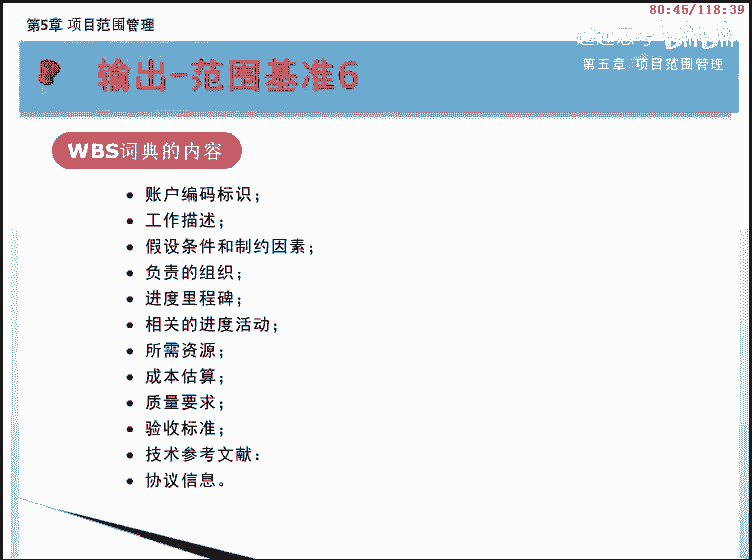 80:45/118:39
第5章 项目范围管理
输出-范围基准6
第五章 项目范围管理
WBS词典的内容
• 账户编码标识；
• 工作描述；
• 假设条件和制约因素；
• 负责的组织；
• 进度里程碑；
• 相关的进度活动；
• 所需资源；
• 成本估算；
• 质量要求；
• 验收标准；
• 技术参考文献：
• 协议信息。